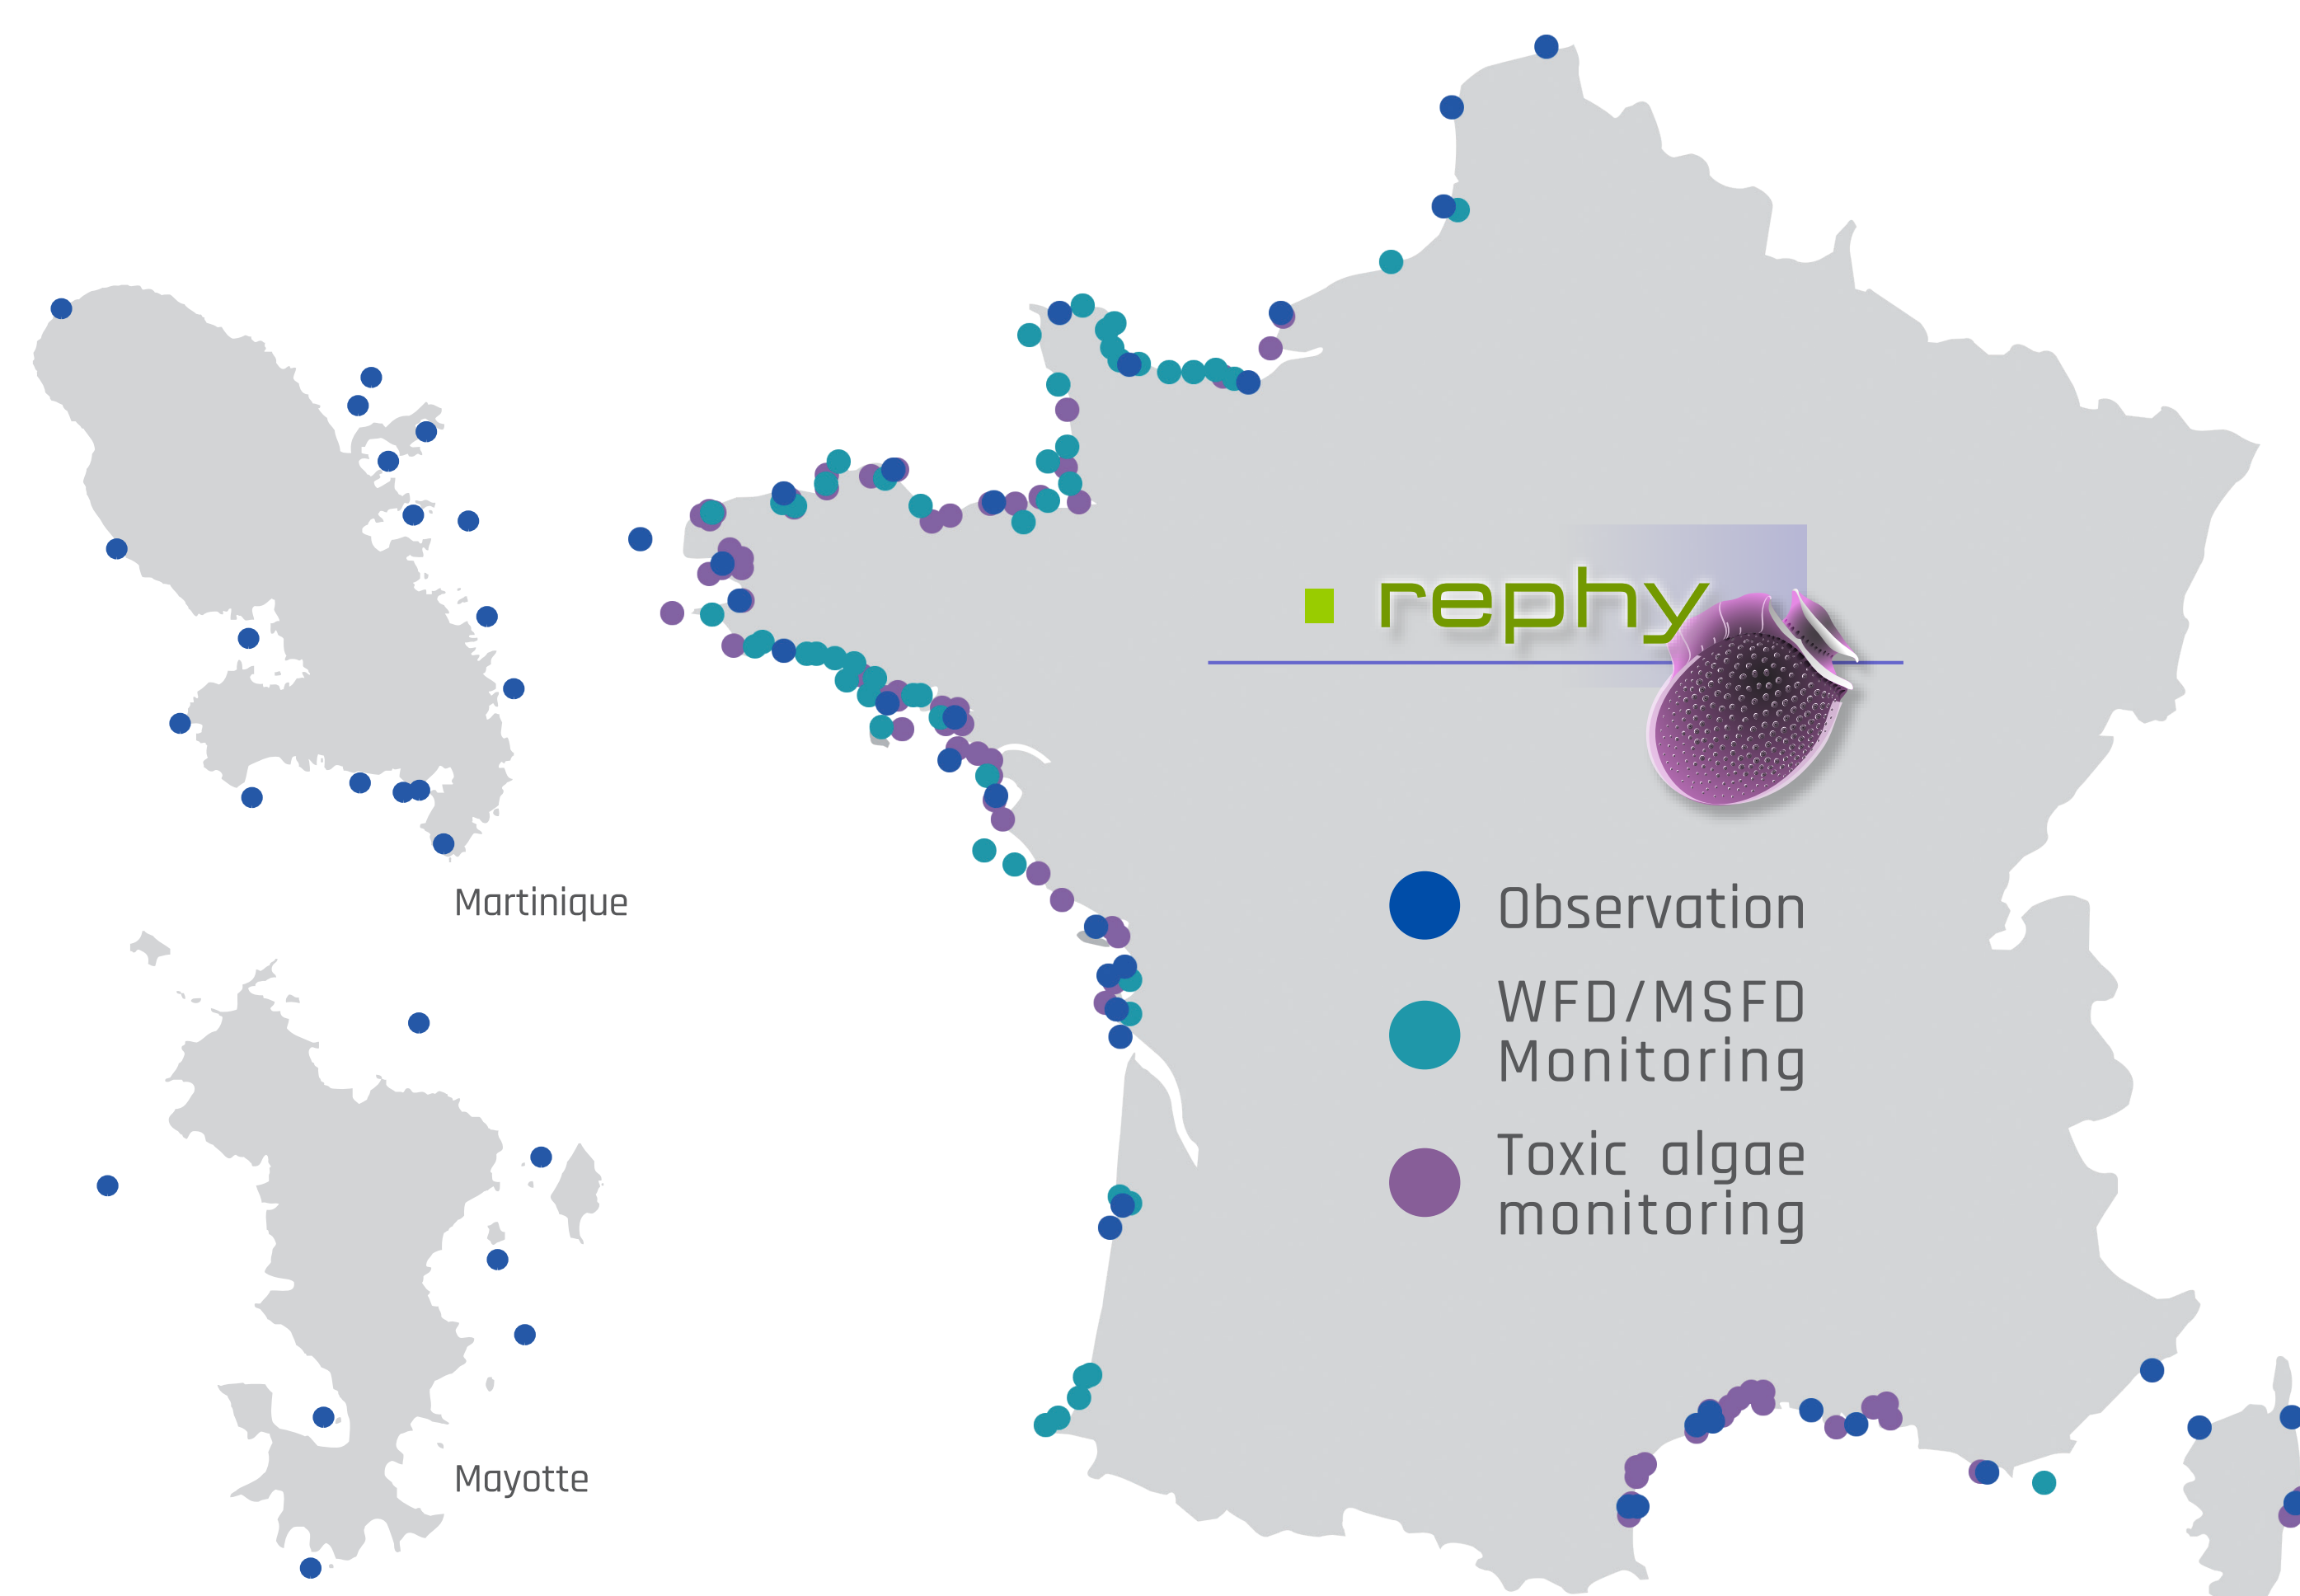 rephy
Martinique
Observation
WFD/MSFD
Monitoring
Toxic algae
monitoring
Mayotte